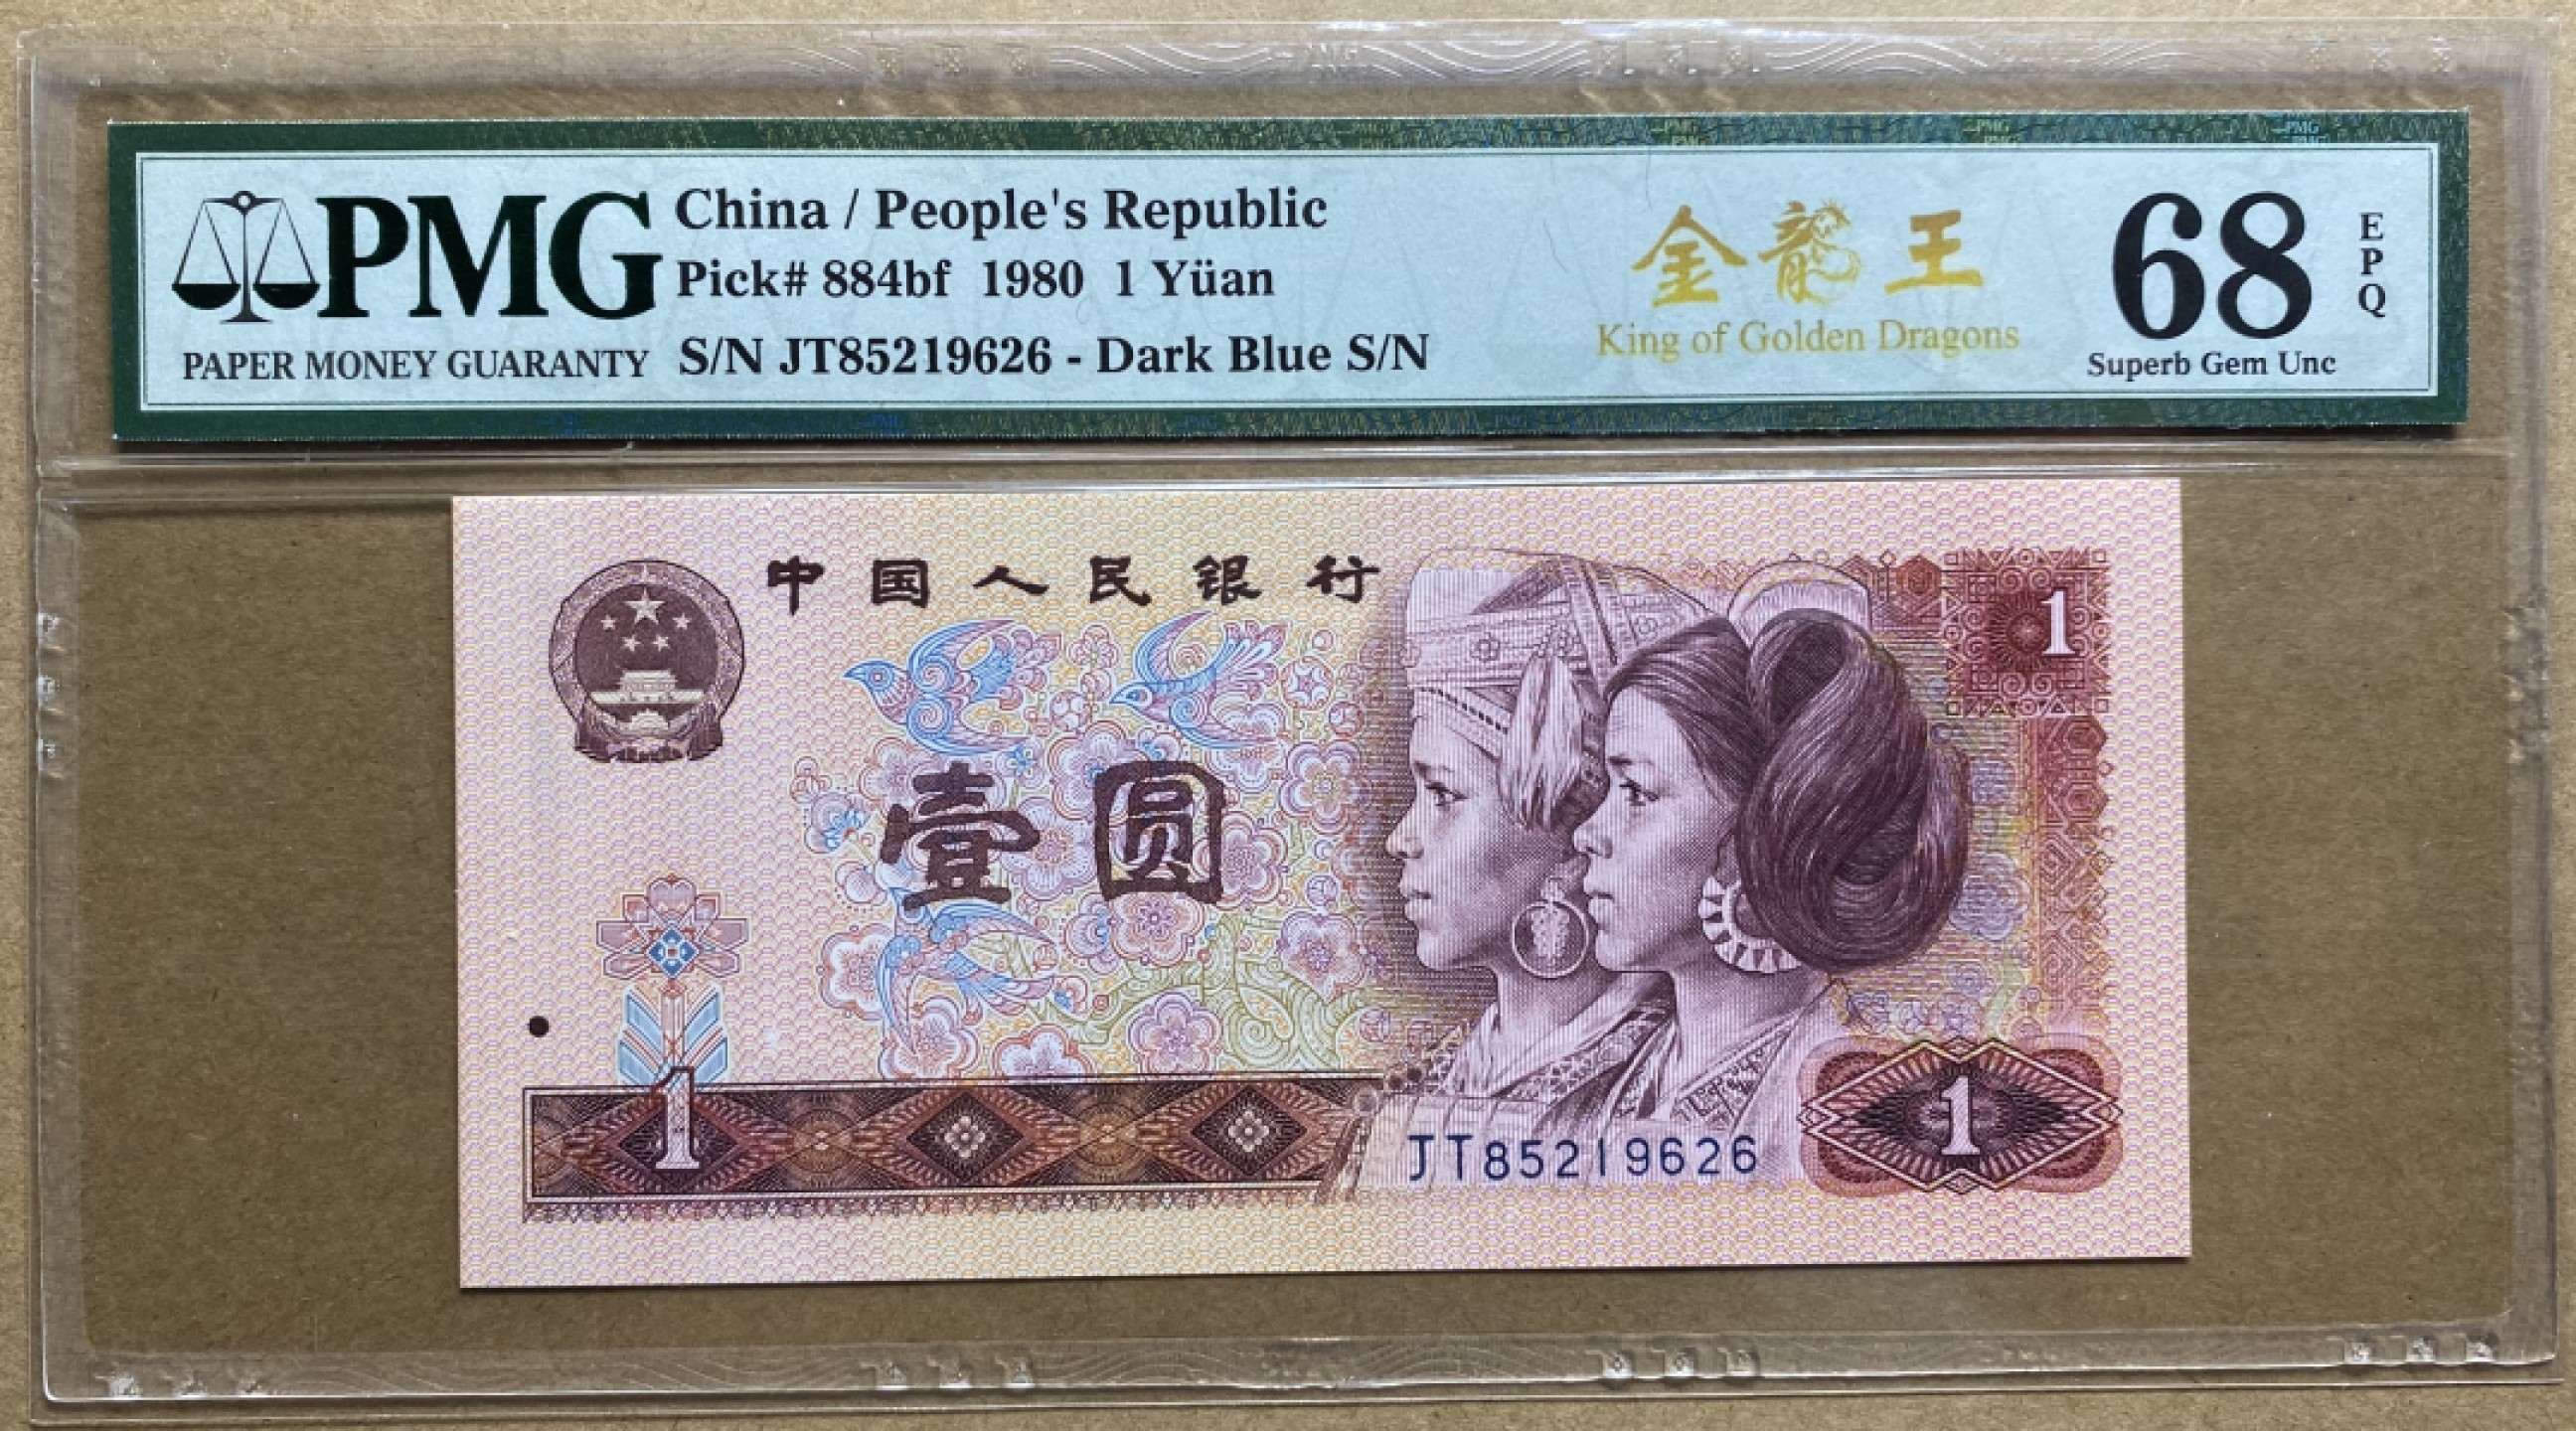 PMG
PAPER MONEY GUARANTY
China / People's Republic
Pick# 884bf 1980 1 Yüan
S/N JT85219626 - Dark Blue S/N
金龍王
King of Golden Dragons
68
EPQ
Superb Gem Unc
中国人民银行
1
壹圆
1
JT85219626
1